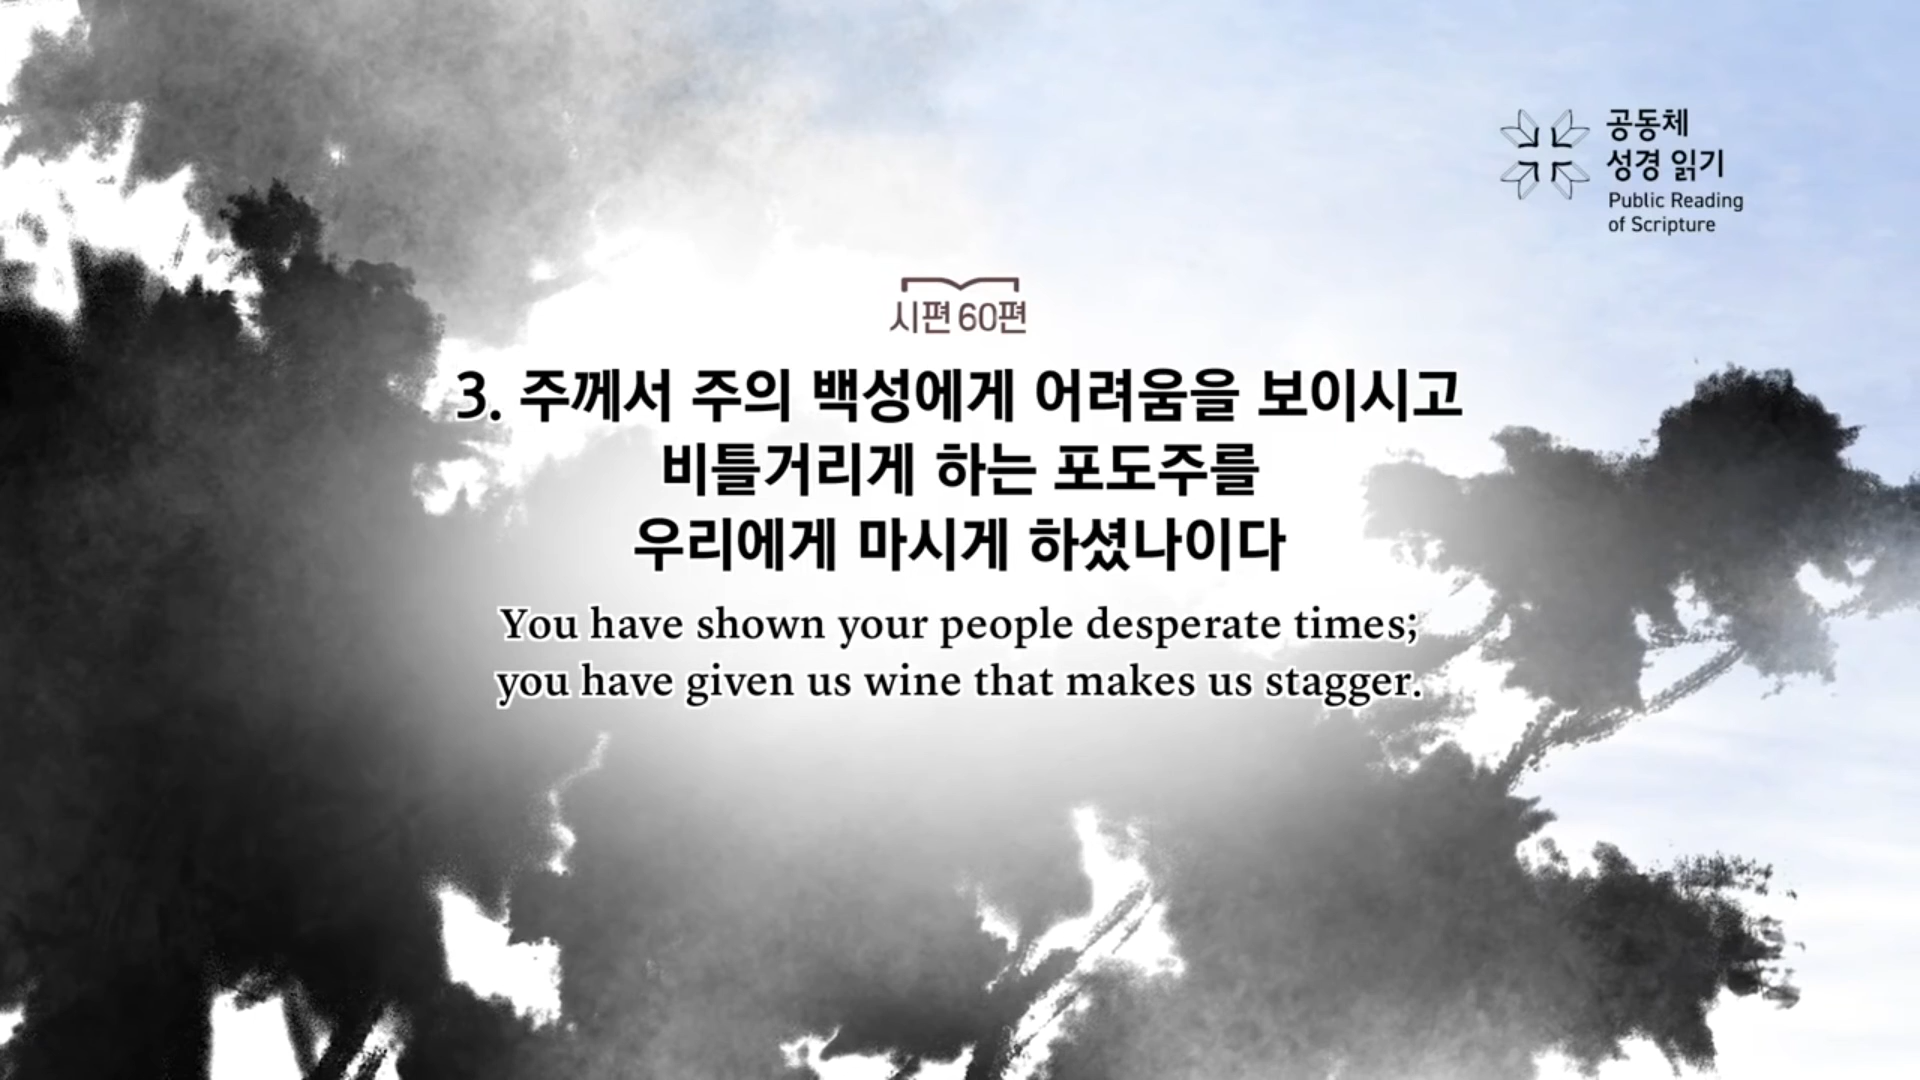 공동체
성경 읽기
Public Reading
of Scripture
시편 60편
3. 주께서 주의 백성에게 어려움을 보이시고
비틀거리게 하는 포도주를
우리에게 마시게 하셨나이다
You have shown your people desperate times;
you have given us wine that makes us stagger.